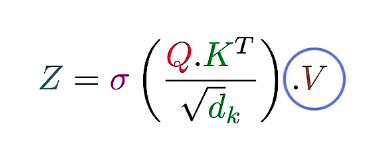 Z = σ(Q.K^T / √d_k).V